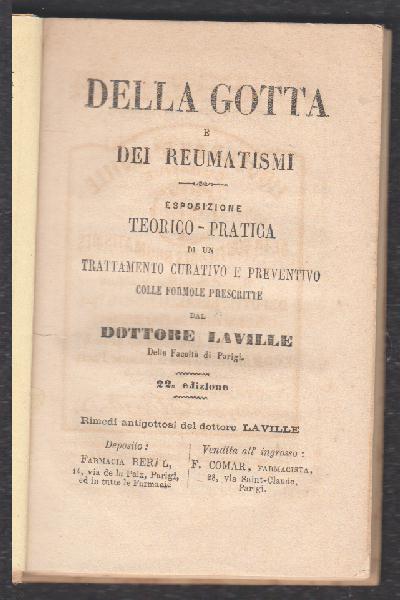 DELLA GOTTA
E
DEI REUMATISMI
ESPOSIZIONE
TEORICO-PRATICA
DI UN
TRATTAMENTO CURATIVO E PREVENTIVO
COLLE FORMOLE PRESCRITTE
DAL
DOTTORE LAVILLE
Della Facoltà di Parigi.
22a edizione
Rimedi antigottosi del dottore LAVILLE
Deposito:
FARMACIA
14, via de la Paix, Parigi,
ed in tutte le Farmacie
Vendita all' ingrosso:
F. COMAR, FARMACISTA,
28, via Saint-Claude,
Parigi.